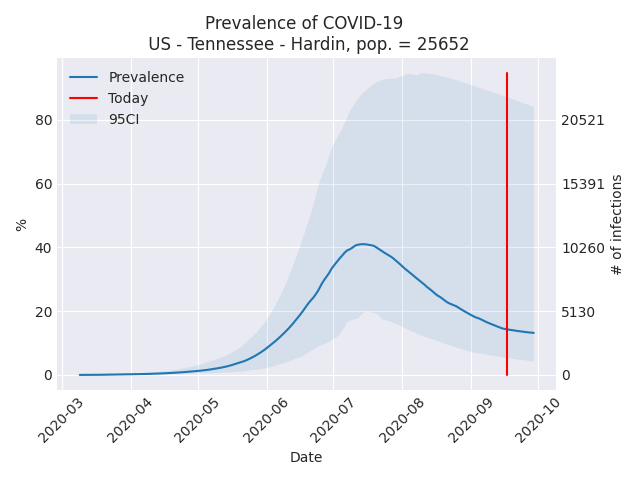 Prevalence of COVID-19
US - Tennessee - Hardin, pop. = 25652
Prevalence
Today
95CI
80
60
40
20
0
%
20521
15391
10260
5130
0
# of infections
2020-03
2020-04
2020-05
2020-06
2020-07
2020-08
2020-09
2020-10
Date